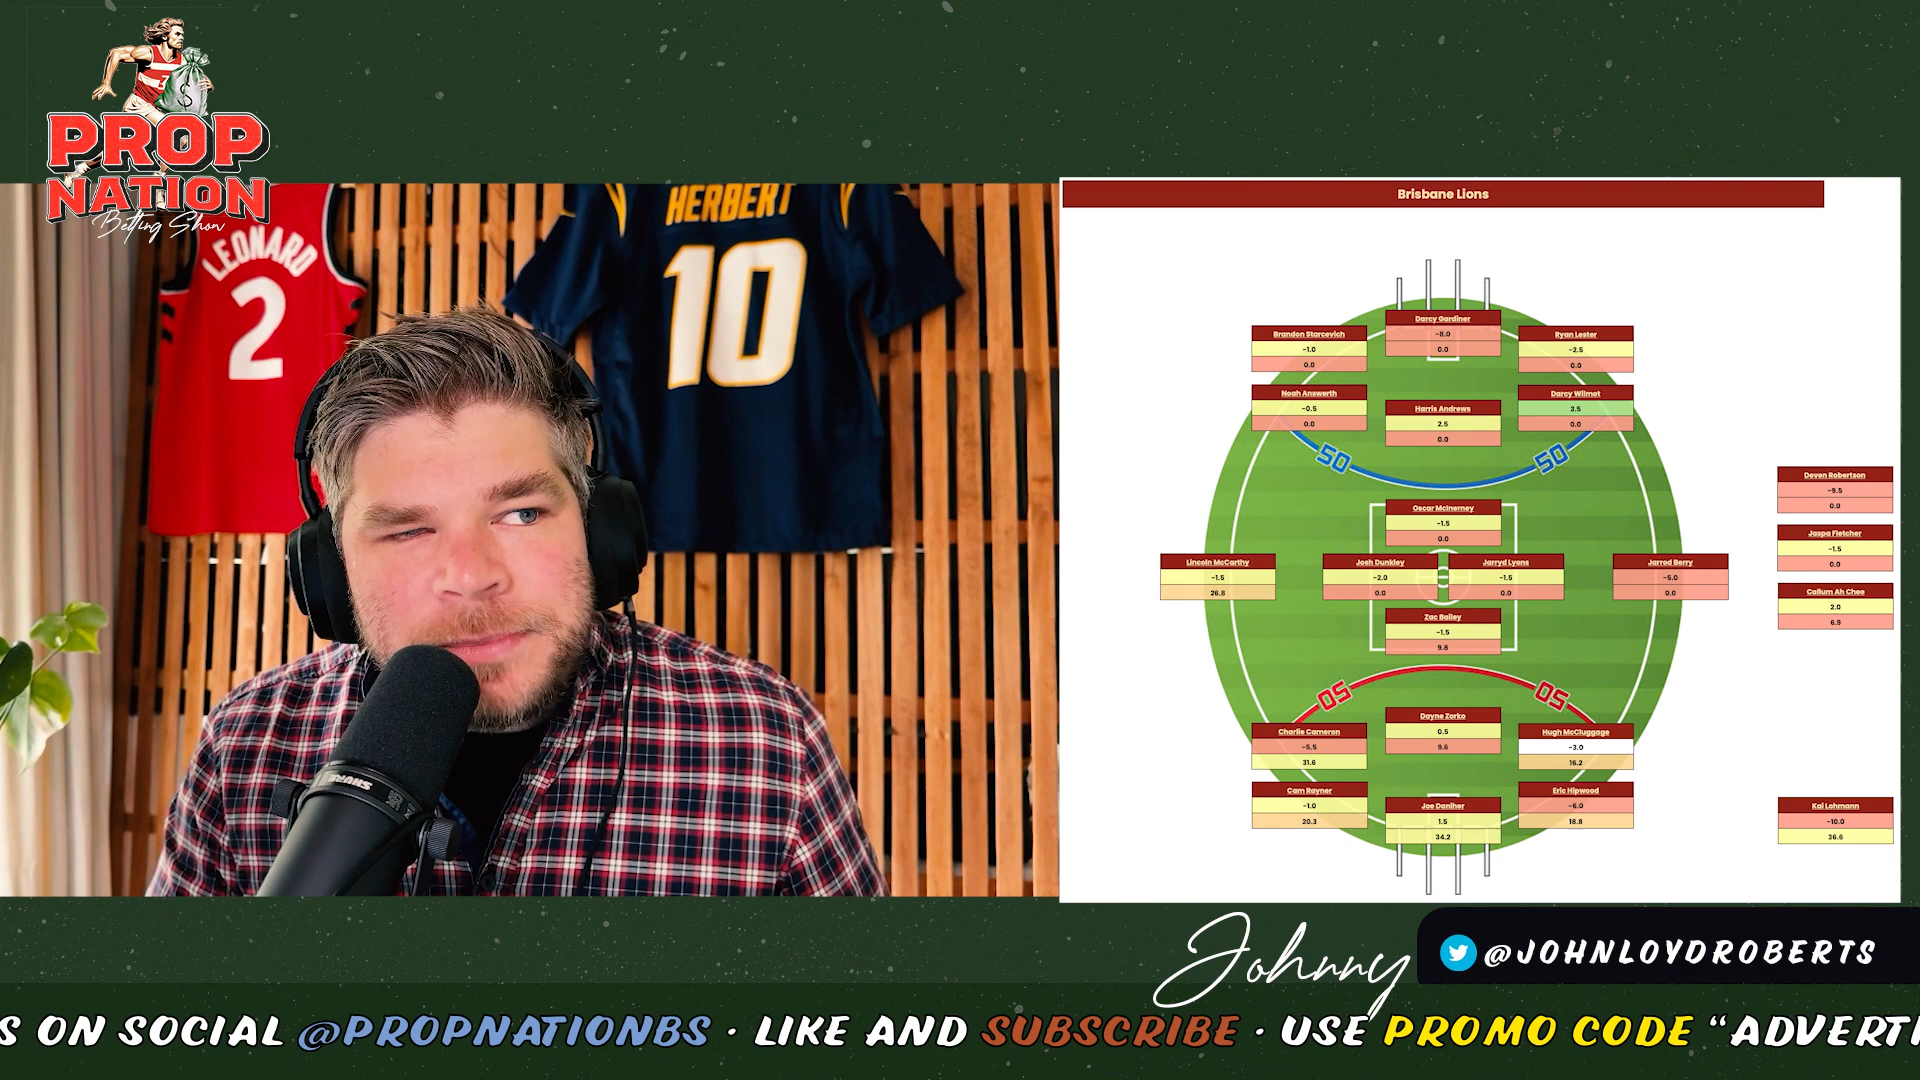 PROP
NATION
Betting Show
LEONARD
2
HERBERT
10
SHURE
Brisbane Lions
Darcy Gardiner
-8.0
0.0
Brandon Starcevich
-1.0
0.0
Ryan Lester
-2.5
0.0
Noah Answerth
-0.5
0.0
Harris Andrews
2.5
0.0
Darcy Wilmot
3.5
0.0
50
50
Deven Robertson
-9.5
0.0
Oscar McInerney
-1.5
0.0
Jaspa Fletcher
-1.5
0.0
Lincoln McCarthy
-1.5
26.8
Josh Dunkley
-2.0
0.0
Jarryd Lyons
-1.5
0.0
Jarrod Berry
-5.0
0.0
Callum Ah Chee
2.0
6.9
Zac Bailey
-1.5
9.8
50
50
Dayne Zorko
0.5
9.6
Charlie Cameron
-5.5
31.6
Hugh McCluggage
-3.0
16.2
Cam Rayner
-1.0
20.3
Joe Daniher
1.5
34.2
Eric Hipwood
-6.0
18.8
Kai Lohmann
-10.0
36.6
Johnny
@JOHNLOYDROBERTS
S ON SOCIAL @PROPNATIONBS · LIKE AND SUBSCRIBE · USE PROMO CODE “ADVERTI